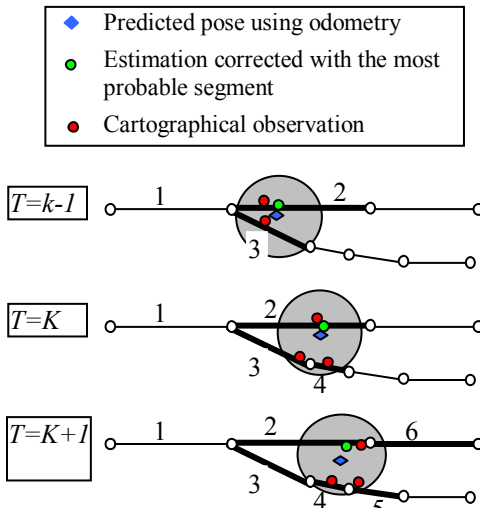 Predicted pose using odometry
Estimation corrected with the most
probable segment
Cartographical observation
T=k-1
1
2
3
T=K
1
2
3
4
T=K+1
1
2
6
3
4
5